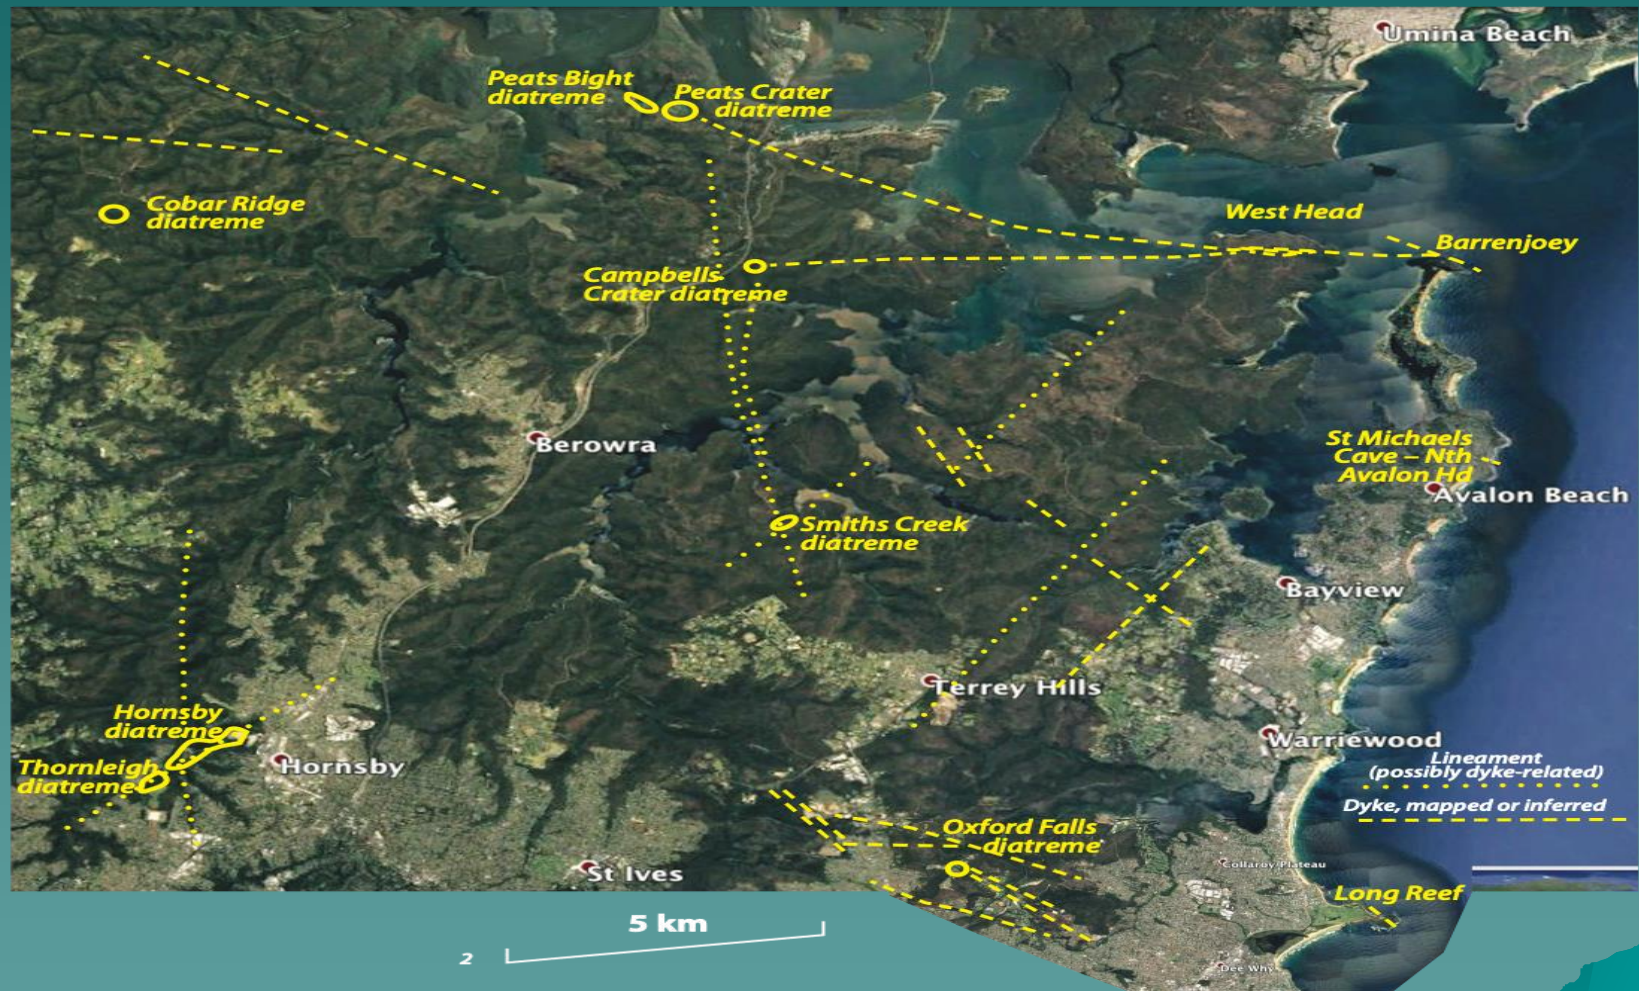 Umina Beach
Peats Bight
diatreme
Peats Crater
diatreme
Cobar Ridge
diatreme
West Head
Barrenjoey
Campbells
Crater diatreme
Berowra
St Michaels
Cave – Nth
Avalon Hd
Avalon Beach
Smiths Creek
diatreme
Bayview
Terrey Hills
Hornsby
diatreme
Thornleigh
diatreme
Hornsby
Warriewood
Lineament
(possibly dyke-related)
Dyke, mapped or inferred
Oxford Falls
diatreme
Collaroy Plateau
St Ives
Long Reef
5 km
2
Dee Why